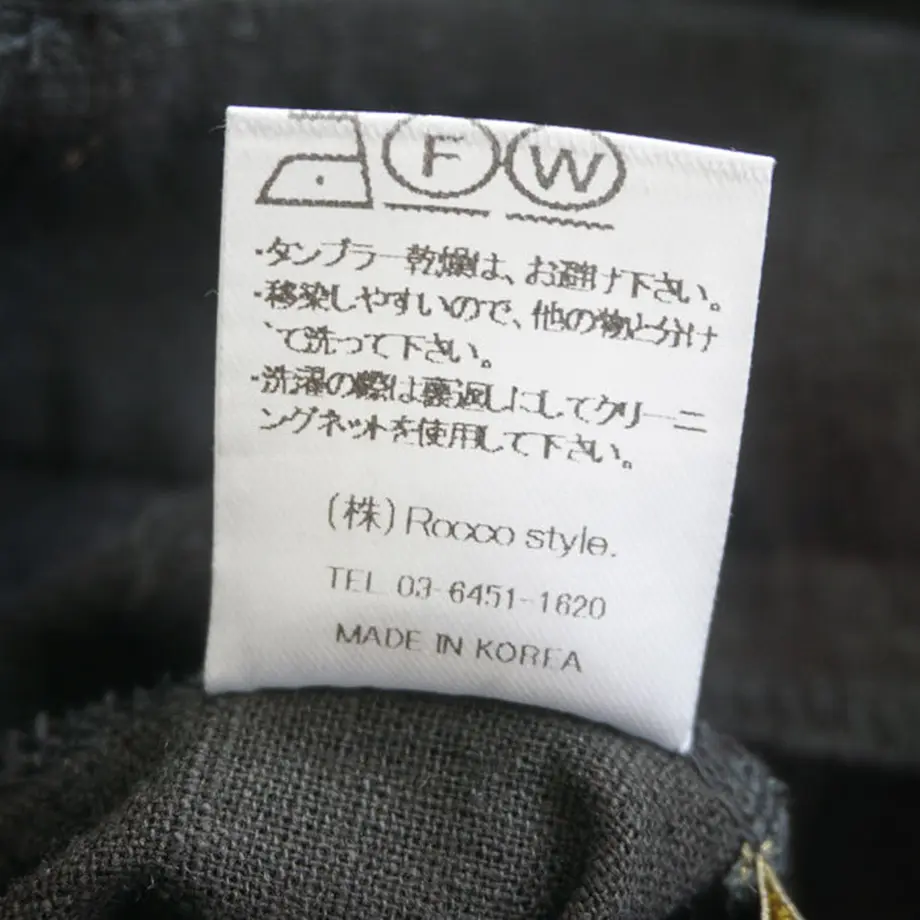 F W
・タンブラー乾燥は、お避け下さい。
・移染しやすいので、他の物と分け
て洗って下さい。
・洗濯の際は裏返しにしてクリーニ
ングネットを使用して下さい。
(株) Rocco style.
TEL 03-6451-1620
MADE IN KOREA